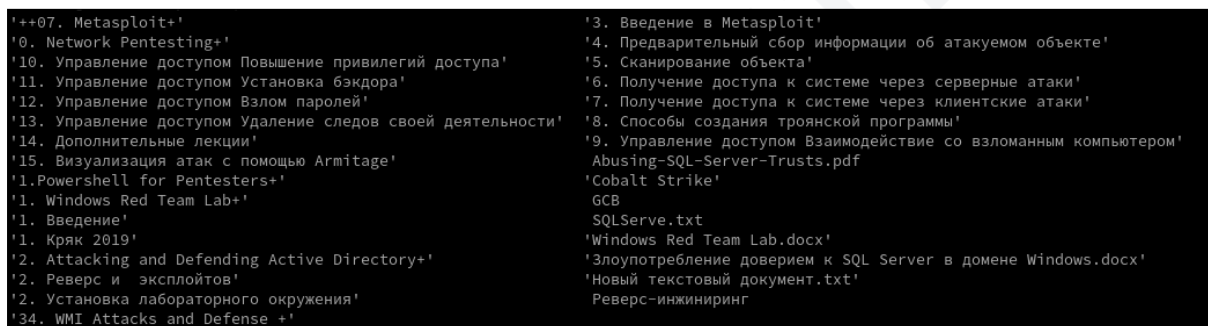 '++07. Metasploit+'
'0. Network Pentesting+'
'10. Управление доступом Повышение привилегий доступа'
'11. Управление доступом Установка бэкдора'
'12. Управление доступом Взлом паролей'
'13. Управление доступом Удаление следов своей деятельности'
'14. Дополнительные лекции'
'15. Визуализация атак с помощью Armitage'
'1.Powershell for Pentesters+'
'1. Windows Red Team Lab+'
'1. Введение'
'1. Кряк 2019'
'2. Attacking and Defending Active Directory+'
'2. Реверс и  эксплойтов'
'2. Установка лабораторного окружения'
'34. WMI Attacks and Defense +'
'3. Введение в Metasploit'
'4. Предварительный сбор информации об атакуемом объекте'
'5. Сканирование объекта'
'6. Получение доступа к системе через серверные атаки'
'7. Получение доступа к системе через клиентские атаки'
'8. Способы создания троянской программы'
'9. Управление доступом Взаимодействие со взломанным компьютером'
Abusing-SQL-Server-Trusts.pdf
'Cobalt Strike'
GCB
SQLServe.txt
'Windows Red Team Lab.docx'
'Злоупотребление доверием к SQL Server в домене Windows.docx'
'Новый текстовый документ.txt'
Реверс-инжиниринг